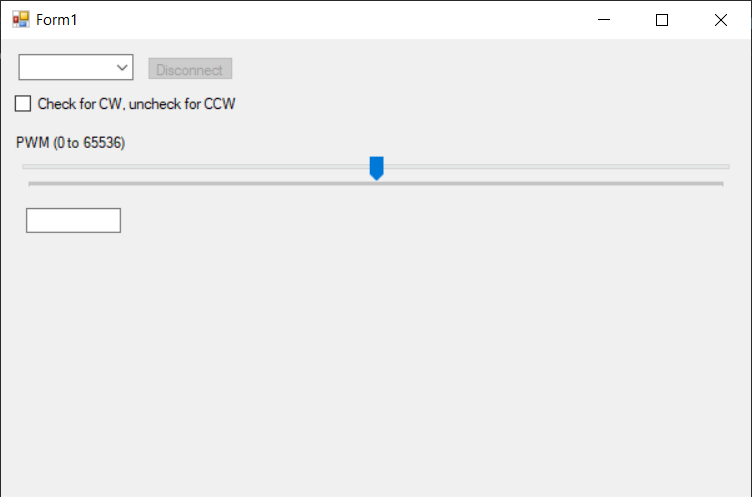 Form1
Disconnect
Check for CW, uncheck for CCW
PWM (0 to 65536)